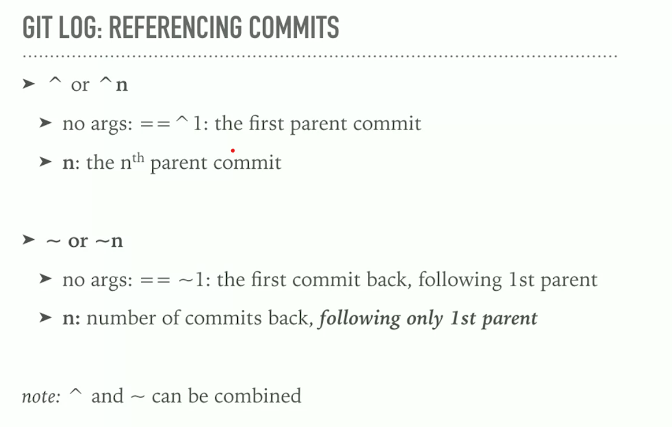 GIT LOG: REFERENCING COMMITS
➤ ^ or ^n
➤ no args: == ^1: the first parent commit
➤ n: the nth parent commit
➤ ~ or ~n
➤ no args: == ~1: the first commit back, following 1st parent
➤ n: number of commits back, following only 1st parent
note: ^ and ~ can be combined